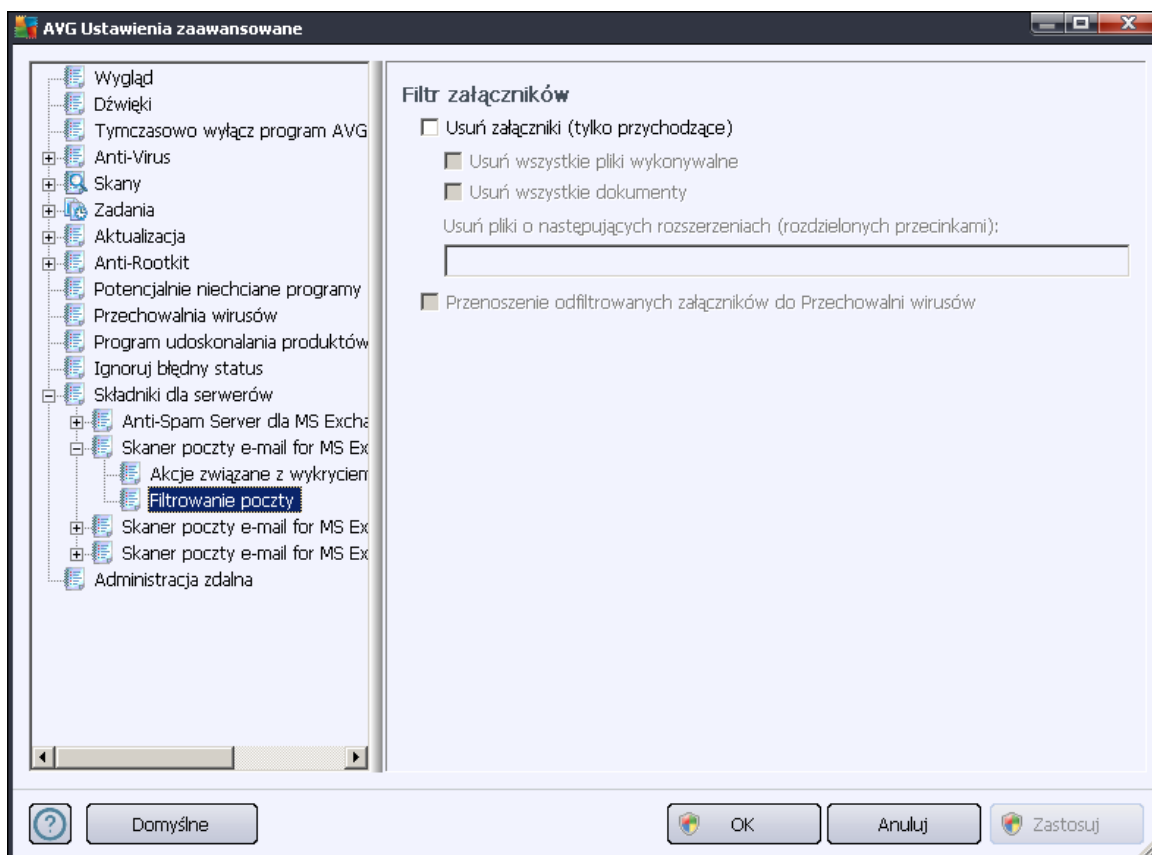 AVG Ustawienia zaawansowane
Wygląd
Dźwięki
Tymczasowo wyłącz program AVG
Anti-Virus
Skany
Zadania
Aktualizacja
Anti-Rootkit
Potencjalnie niechciane programy
Przechowalnia wirusów
Program udoskonalania produktów
Ignoruj błędny status
Składniki dla serwerów
Anti-Spam Server dla MS Excha
Skaner poczty e-mail for MS Ex
Akcje związane z wykryciem
Filtrowanie poczty
Skaner poczty e-mail for MS Ex
Skaner poczty e-mail for MS Ex
Administracja zdalna
Filtr załączników
Usuń załączniki (tylko przychodzące)
Usuń wszystkie pliki wykonywalne
Usuń wszystkie dokumenty
Usuń pliki o następujących rozszerzeniach (rozdzielonych przecinkami):
Przenoszenie odfiltrowanych załączników do Przechowalni wirusów
Domyślne
OK
Anuluj
Zastosuj